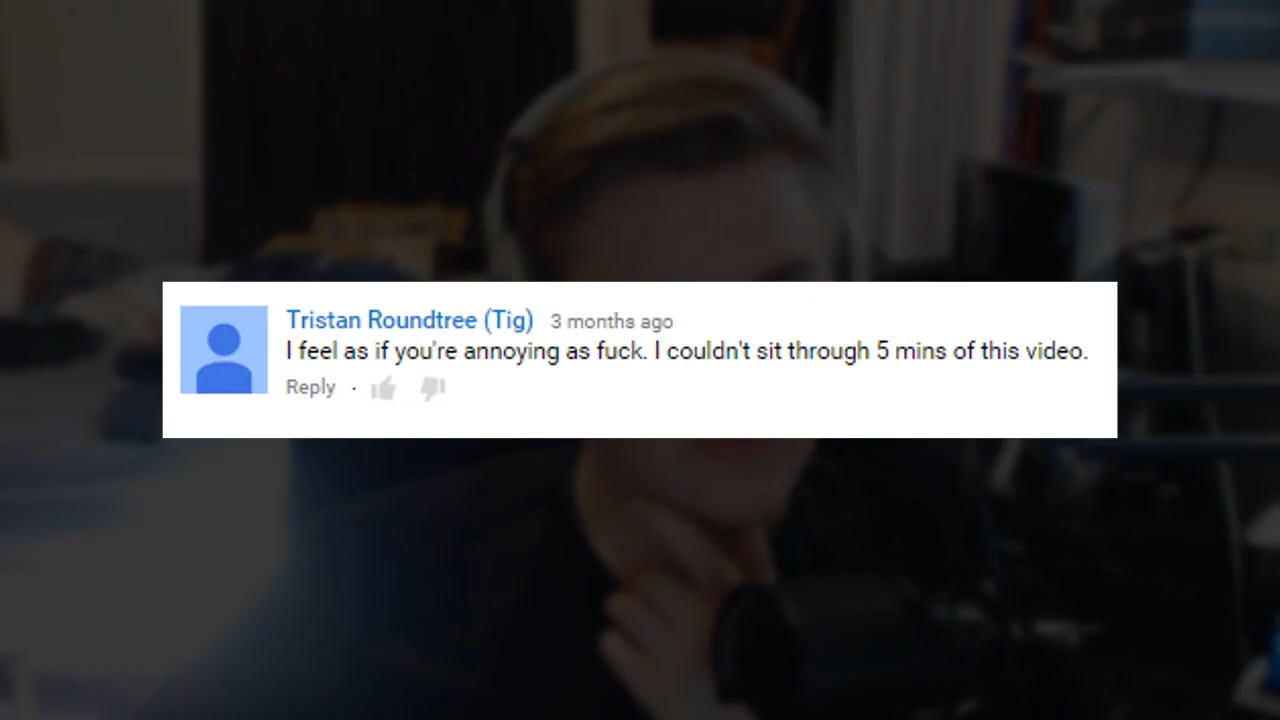 Tristan Roundtree (Tig) 3 months ago
I feel as if you're annoying as fuck. I couldn't sit through 5 mins of this video.
Reply ·